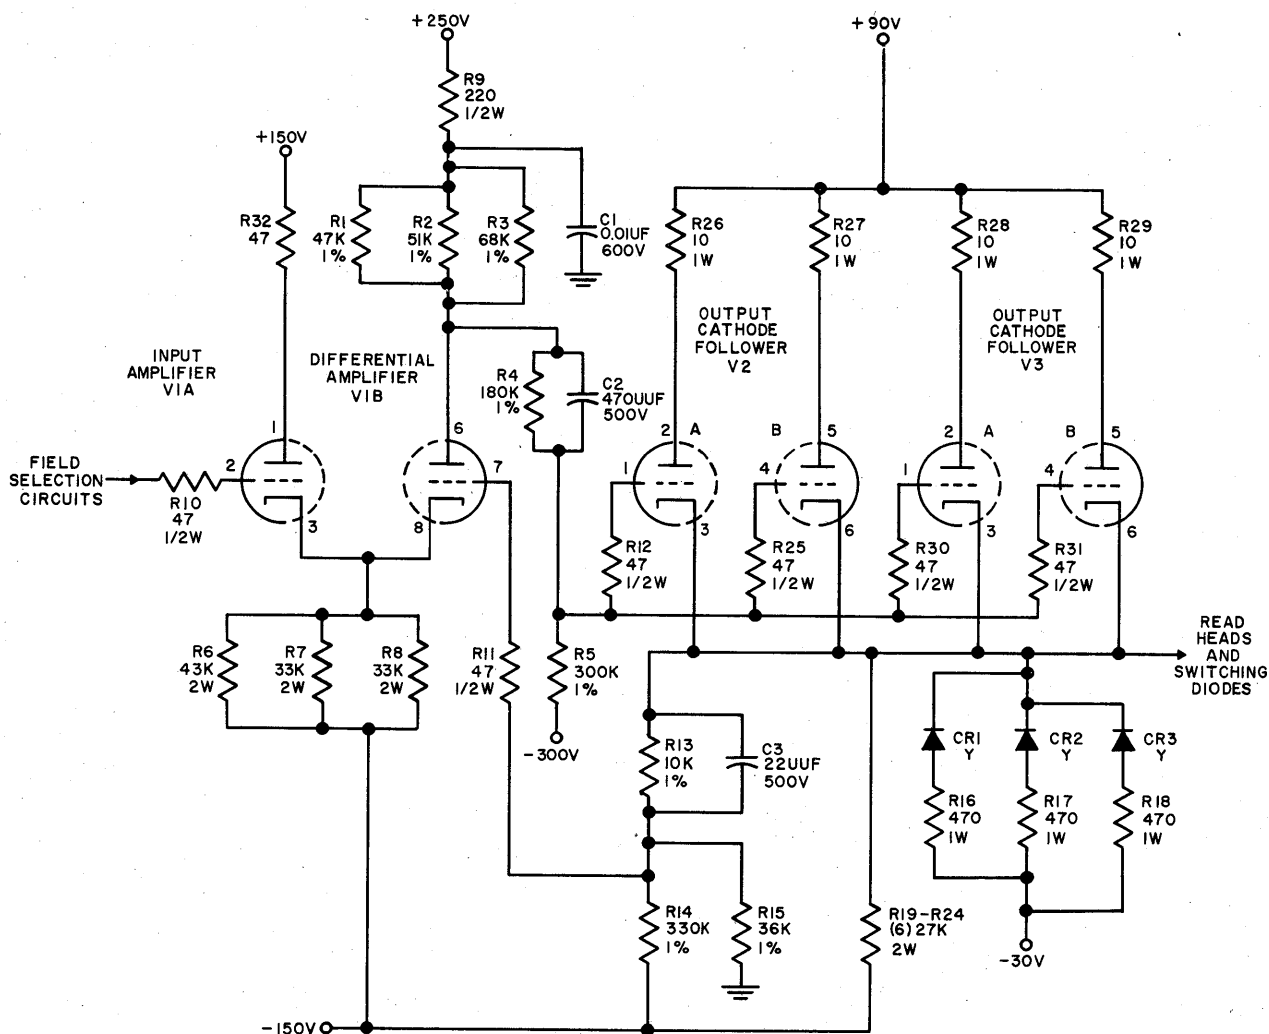 +250V
+90V
R9
220
1/2W
+150V
R32
47
R1
47K
1%
R2
51K
1%
R3
68K
1%
C1
0.01UF
600V
R26
10
1W
R27
10
1W
R28
10
1W
R29
10
1W
INPUT
AMPLIFIER
V1A
DIFFERENTIAL
AMPLIFIER
V1B
OUTPUT
CATHODE
FOLLOWER
V2
OUTPUT
CATHODE
FOLLOWER
V3
R4
180K
1%
C2
470UUF
500V
FIELD
SELECTION
CIRCUITS
R10
47
1/2W
1
2
3
6
7
8
2 A
1
3
B 5
4
6
2 A
1
3
B 5
4
6
R12
47
1/2W
R25
47
1/2W
R30
47
1/2W
R31
47
1/2W
READ
HEADS
AND
SWITCHING
DIODES
R6
43K
2W
R7
33K
2W
R8
33K
2W
R11
47
1/2W
R5
300K
1%
-300V
R13
10K
1%
C3
22UUF
500V
CR1
Y
CR2
Y
CR3
Y
R16
470
1W
R17
470
1W
R18
470
1W
R14
330K
1%
R15
36K
1%
R19-R24
(6)27K
2W
-30V
-150V